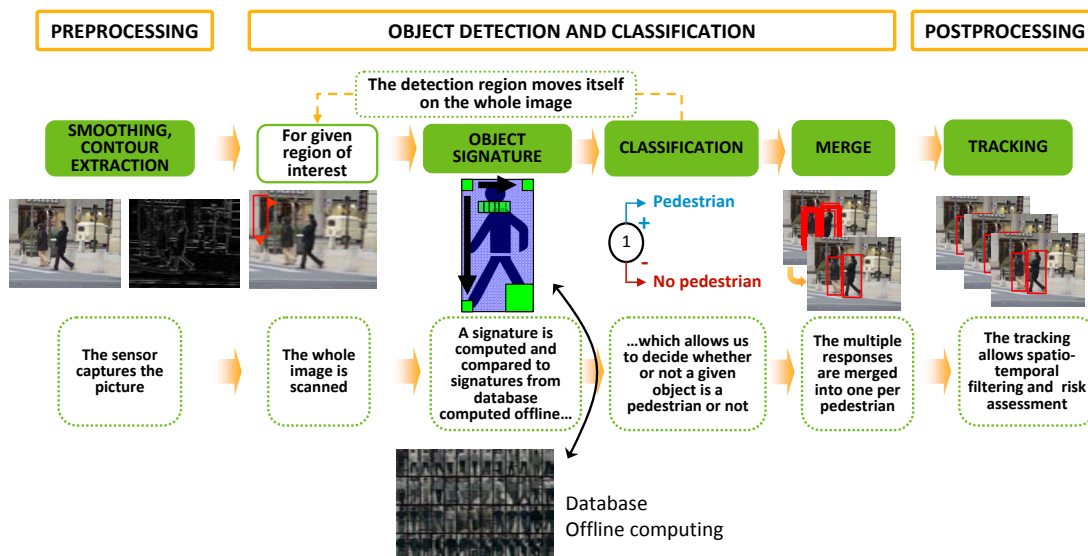 PREPROCESSING
OBJECT DETECTION AND CLASSIFICATION
POSTPROCESSING
The detection region moves itself
on the whole image
SMOOTHING,
CONTOUR
EXTRACTION
For given
region of
interest
OBJECT
SIGNATURE
CLASSIFICATION
MERGE
TRACKING
Pedestrian
+
1
-
No pedestrian
The sensor
captures the
picture
The whole
image is
scanned
A signature is
computed and
compared to
signatures from
database
computed offline…
…which allows us
to decide whether
or not a given
object is a
pedestrian or not
The multiple
responses
are merged
into one per
pedestrian
The tracking
allows spatio-
temporal
filtering and risk
assessment
Database
Offline computing